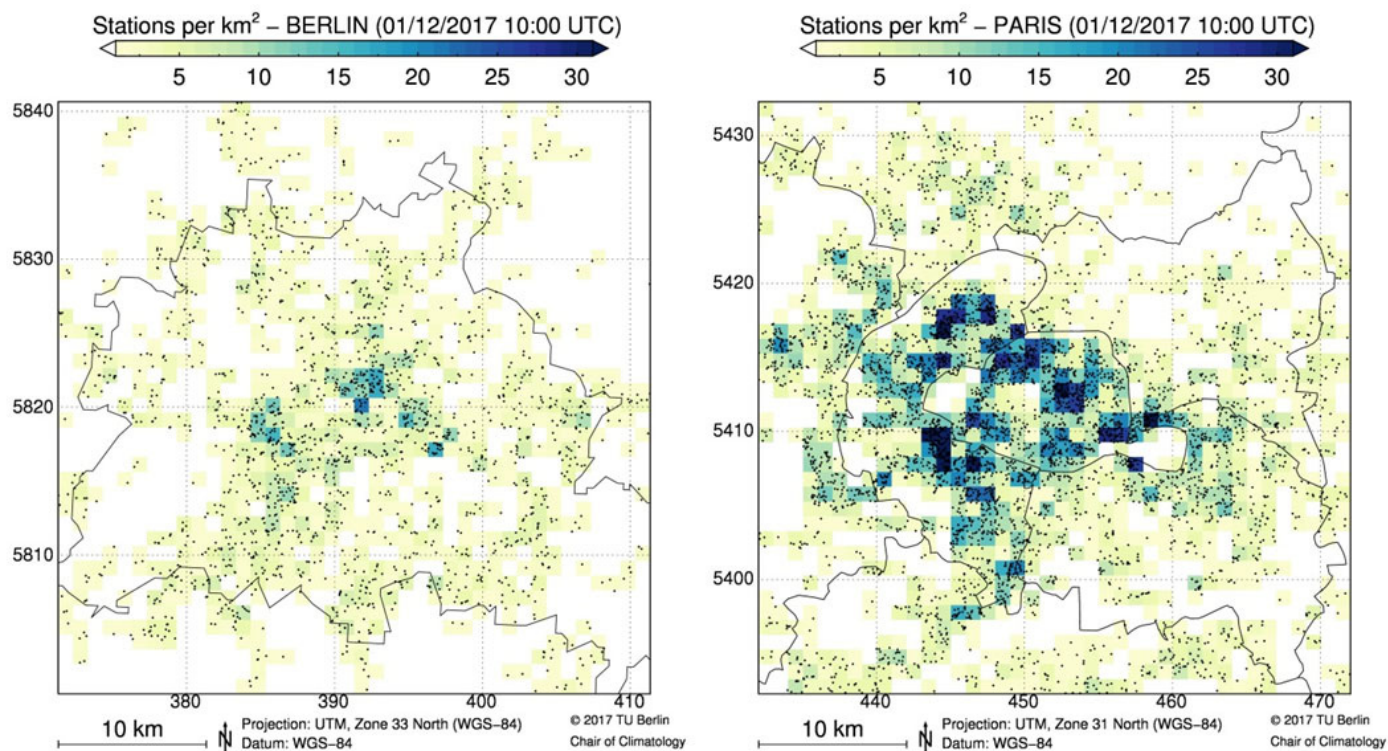 Stations per km² – BERLIN (01/12/2017 10:00 UTC)
5 10 15 20 25 30
5840
5830
5820
5810
380 390 400 410
10 km
N
Projection: UTM, Zone 33 North (WGS–84)
Datum: WGS–84
© 2017 TU Berlin
Chair of Climatology
Stations per km² – PARIS (01/12/2017 10:00 UTC)
5 10 15 20 25 30
5430
5420
5410
5400
440 450 460 470
10 km
N
Projection: UTM, Zone 31 North (WGS–84)
Datum: WGS–84
© 2017 TU Berlin
Chair of Climatology